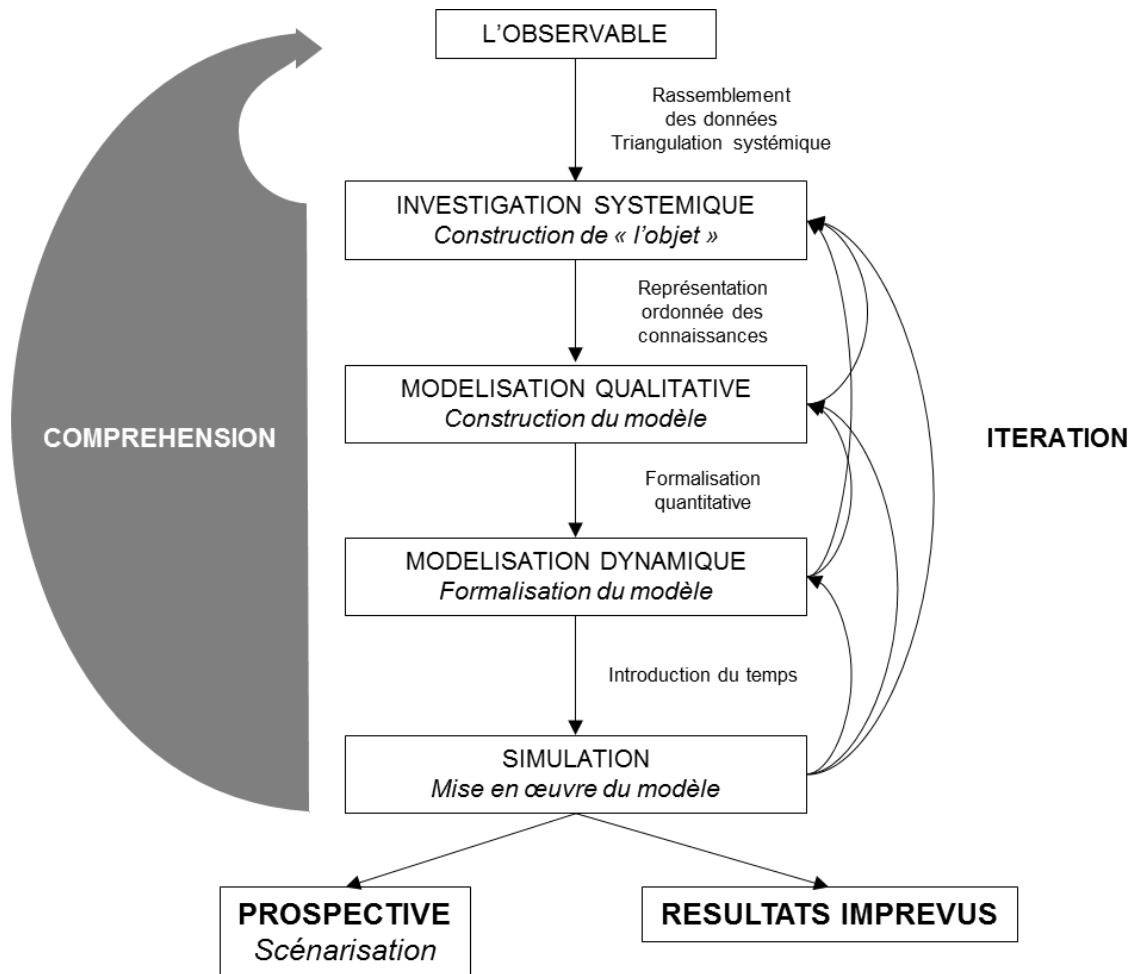 L’OBSERVABLE
Rassemblement
des données
Triangulation systémique
INVESTIGATION SYSTEMIQUE
Construction de « l’objet »
Représentation
ordonnée des
connaissances
MODELISATION QUALITATIVE
Construction du modèle
COMPREHENSION
ITERATION
Formalisation
quantitative
MODELISATION DYNAMIQUE
Formalisation du modèle
Introduction du temps
SIMULATION
Mise en œuvre du modèle
PROSPECTIVE
Scénarisation
RESULTATS IMPREVUS